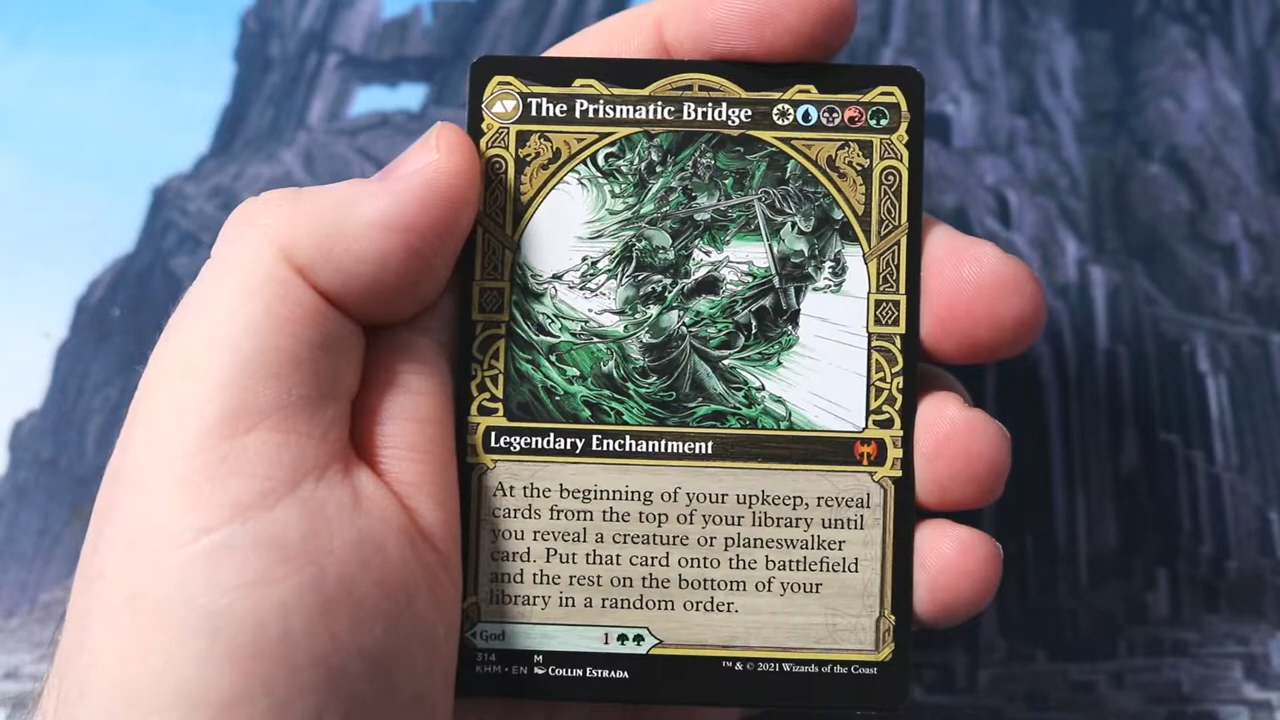 The Prismatic Bridge
Legendary Enchantment
At the beginning of your upkeep, reveal
cards from the top of your library until
you reveal a creature or planeswalker
card. Put that card onto the battlefield
and the rest on the bottom of your
library in a random order.
God 1
314 M
KHM • EN COLLIN ESTRADA
™ & © 2021 Wizards of the Coast